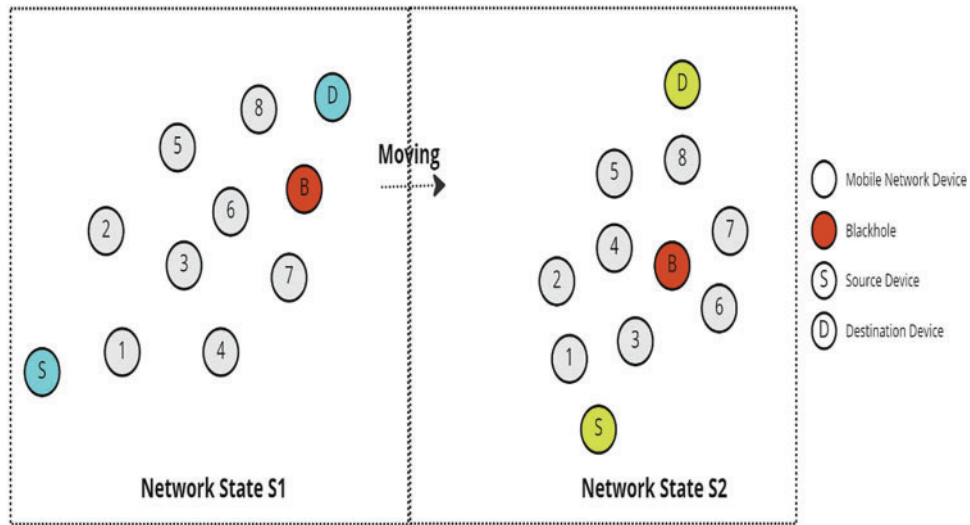 D
8
5
B
6
2
3
7
1
4
S
Network State S1
Moving
D
8
5
7
4
B
2
6
3
1
S
Network State S2
Mobile Network Device
Blackhole
S Source Device
D Destination Device